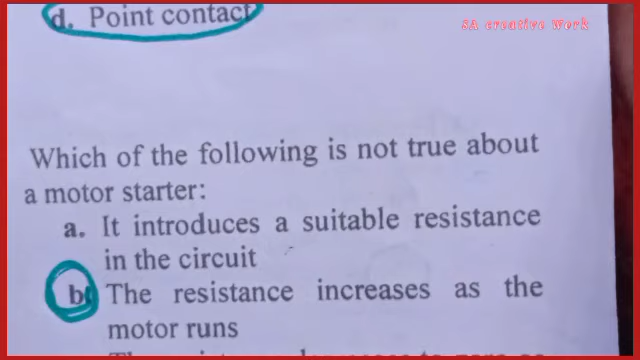 d. Point contact
SA creative Work
Which of the following is not true about
a motor starter:
a. It introduces a suitable resistance
in the circuit
b. The resistance increases as the
motor runs